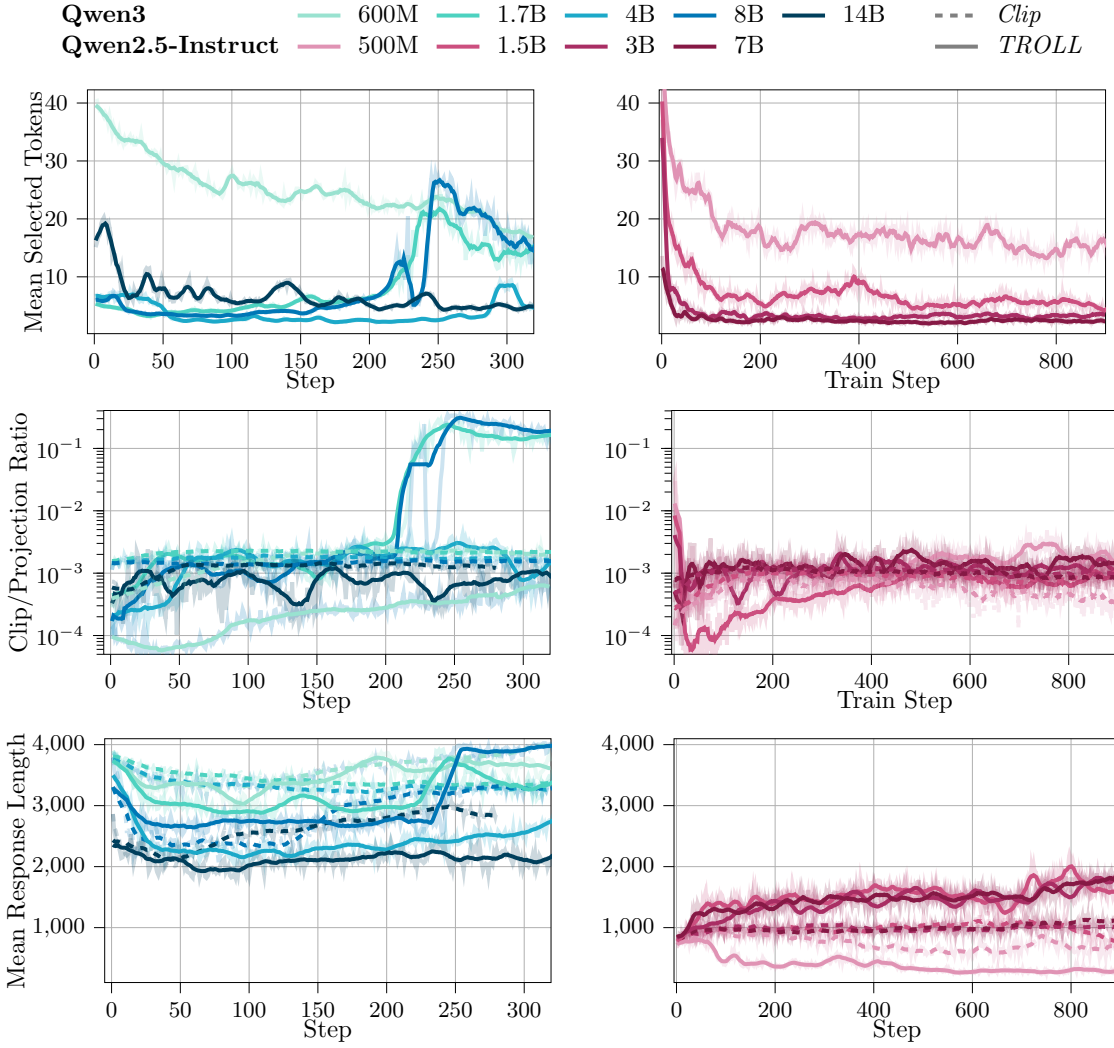 Qwen3 600M 1.7B 4B 8B 14B Clip
Qwen2.5-Instruct 500M 1.5B 3B 7B TROLL
Mean Selected Tokens
40
30
20
10
0 50 100 150 200 250 300
Step
40
30
20
10
200 400 600 800
Train Step
Clip/Projection Ratio
10⁻¹
10⁻²
10⁻³
10⁻⁴
0 50 100 150 200 250 300
Step
10⁻¹
10⁻²
10⁻³
10⁻⁴
0 200 400 600 800
Train Step
Mean Response Length
4,000
3,000
2,000
1,000
0 50 100 150 200 250 300
Step
4,000
3,000
2,000
1,000
0 200 400 600 800
Step